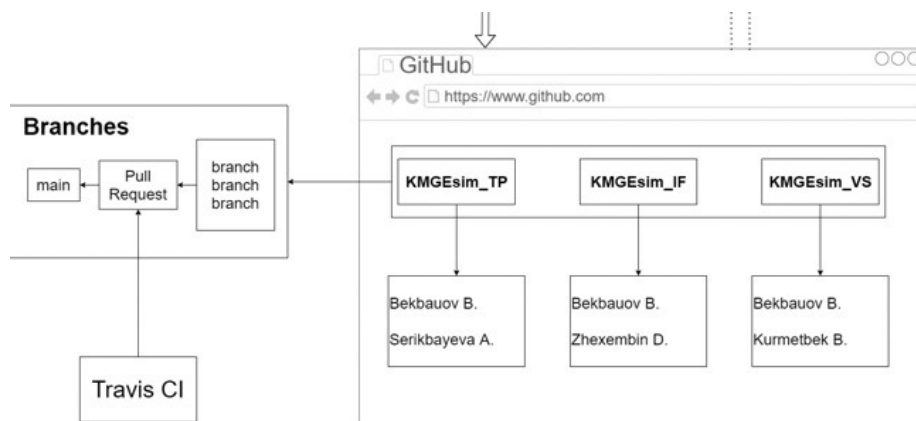 GitHub
https://www.github.com
Branches
main
Pull
Request
branch
branch
branch
KMGEsim_TP
KMGEsim_IF
KMGEsim_VS
Bekbauov B.
Serikbayeva A.
Bekbauov B.
Zhexembin D.
Bekbauov B.
Kurmetbek B.
Travis CI